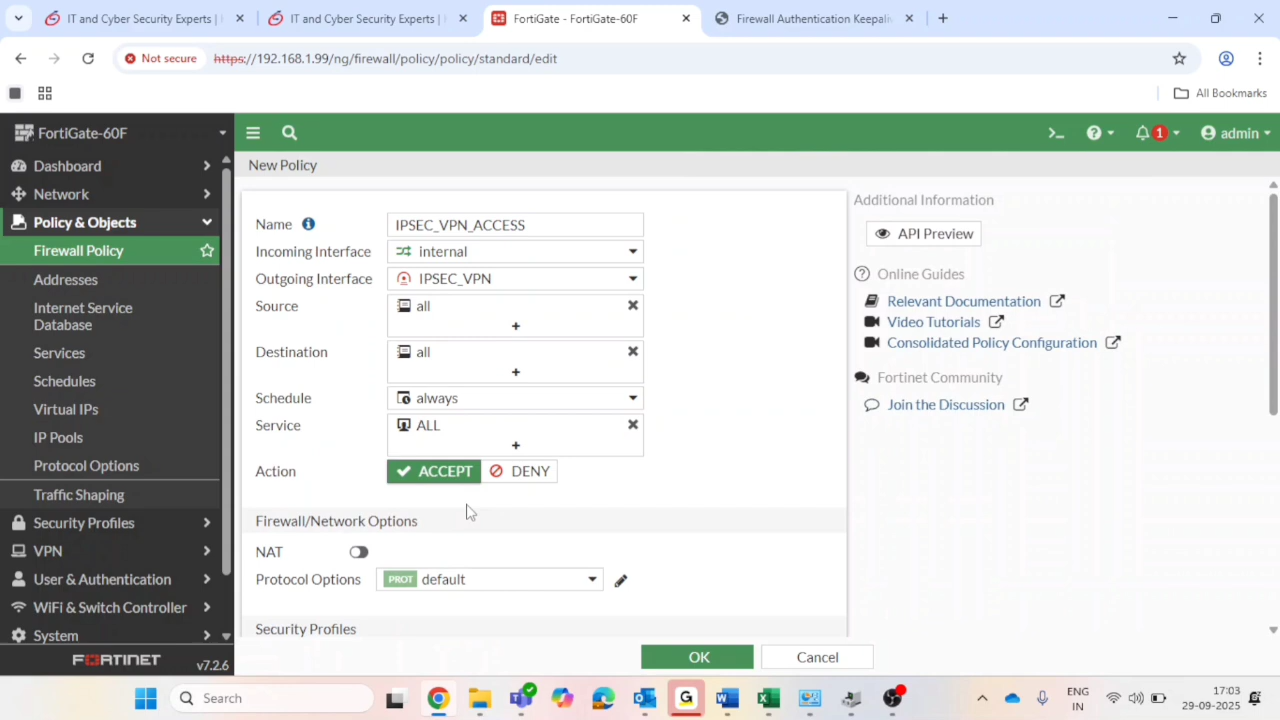 IT and Cyber Security Experts |
IT and Cyber Security Experts |
FortiGate - FortiGate-60F
Firewall Authentication Keepaliv
Not secure
https://192.168.1.99/ng/firewall/policy/policy/standard/edit
All Bookmarks
FortiGate-60F
1
admin
Dashboard
Network
Policy & Objects
Firewall Policy
Addresses
Internet Service
Database
Services
Schedules
Virtual IPs
IP Pools
Protocol Options
Traffic Shaping
Security Profiles
VPN
User & Authentication
WiFi & Switch Controller
System
FORTINET
v7.2.6
New Policy
Name IPSEC_VPN_ACCESS
Incoming Interface internal
Outgoing Interface IPSEC_VPN
Source all
Destination all
Schedule always
Service ALL
Action ACCEPT DENY
Firewall/Network Options
NAT
Protocol Options PROT default
Security Profiles
OK Cancel
Additional Information
API Preview
Online Guides
Relevant Documentation
Video Tutorials
Consolidated Policy Configuration
Fortinet Community
Join the Discussion
Search
ENG
IN
17:03
29-09-2025